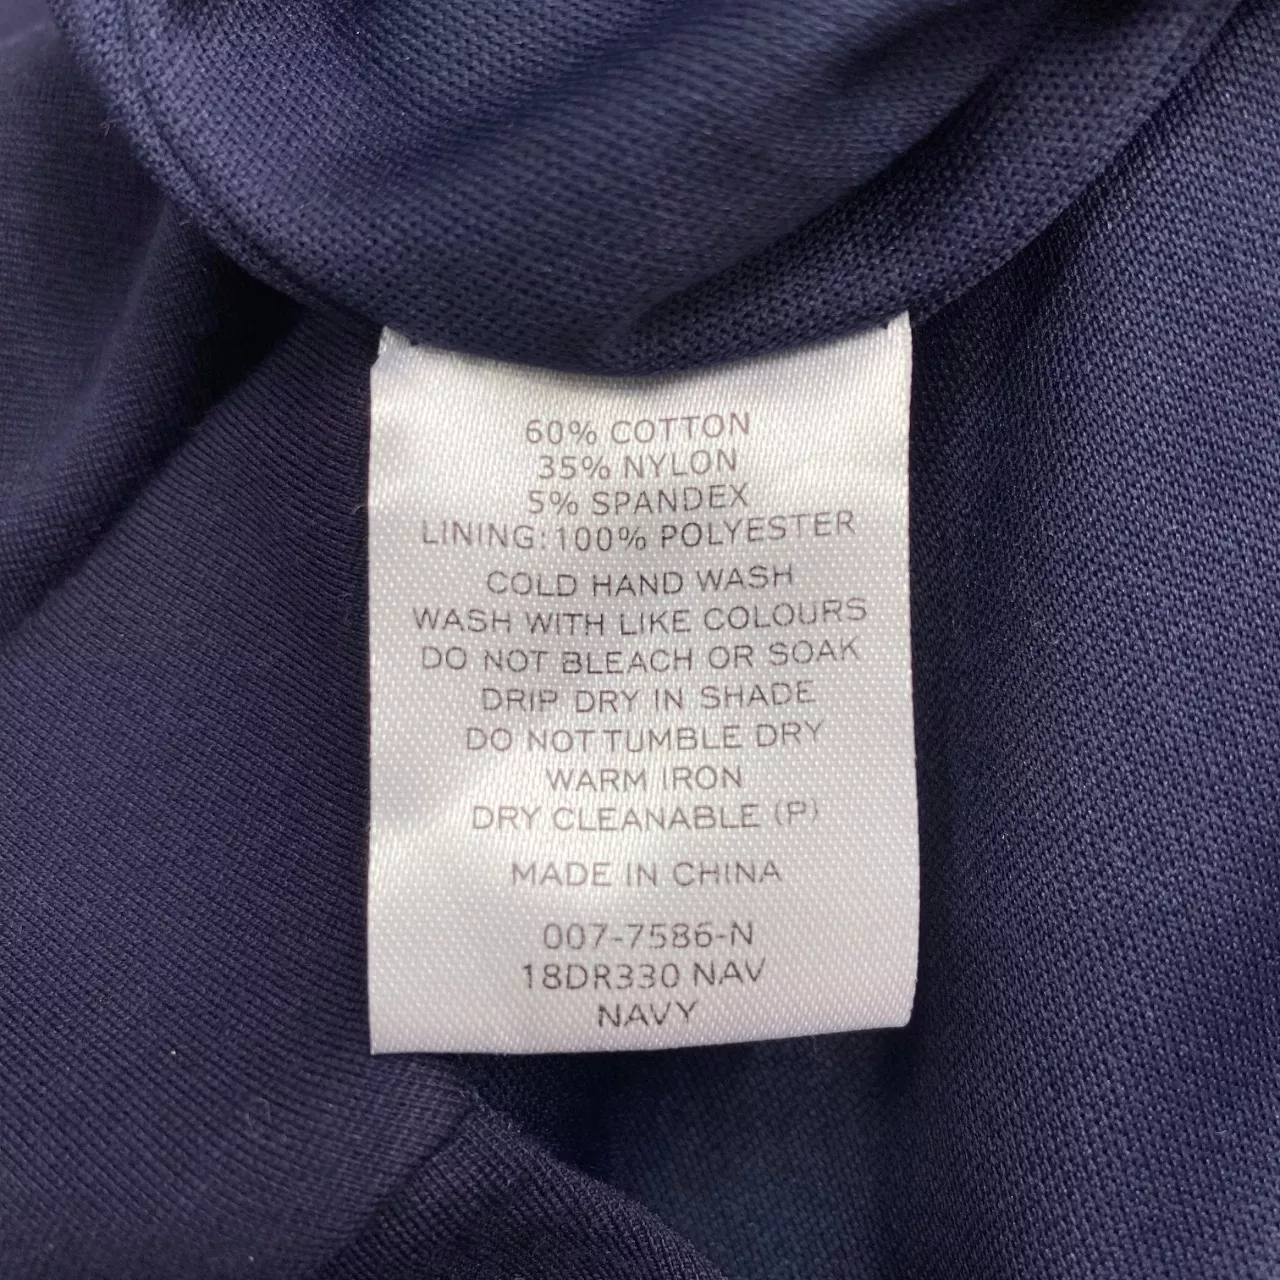 60% COTTON
35% NYLON
5% SPANDEX
LINING: 100% POLYESTER
COLD HAND WASH
WASH WITH LIKE COLOURS
DO NOT BLEACH OR SOAK
DRIP DRY IN SHADE
DO NOT TUMBLE DRY
WARM IRON
DRY CLEANABLE (P)
MADE IN CHINA
007-7586-N
18DR330 NAV
NAVY